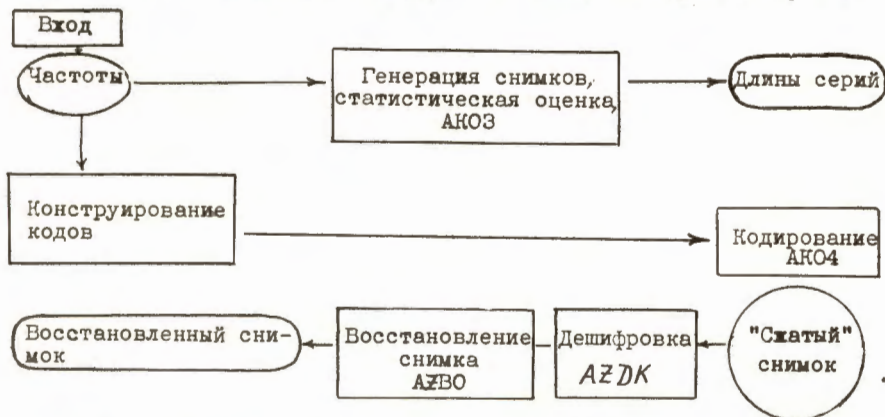 Вход
Частоты
Генерация снимков,
статистическая оценка,
АКО3
Длины серий
Конструирование
кодов
Кодирование
АКО4
Восстановленный сни-
мок
Восстановление
снимка
AZBO
Дешифровка
AZDK
"Сжатый"
снимок
.